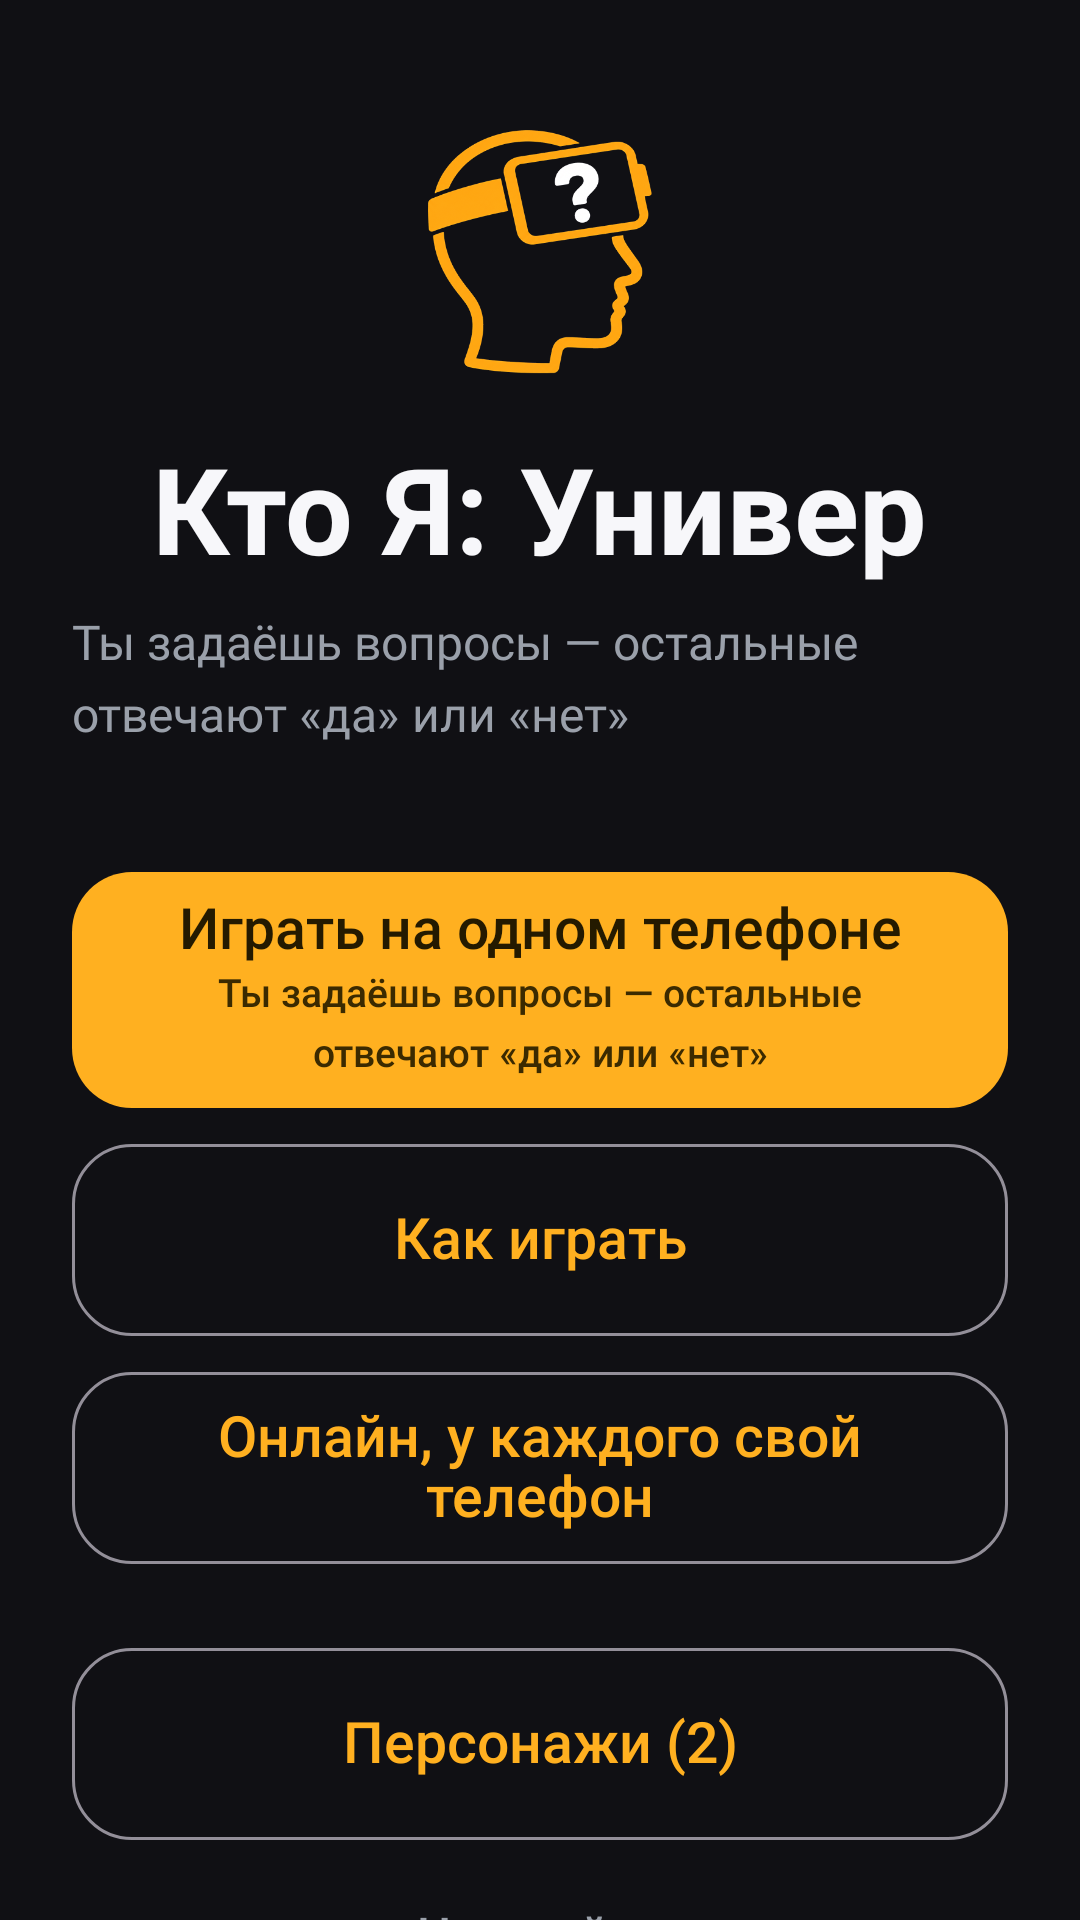 ?
Кто Я: Универ
Ты задаёшь вопросы — остальные
отвечают «да» или «нет»
Играть на одном телефоне
Ты задаёшь вопросы — остальные
отвечают «да» или «нет»
Как играть
Онлайн, у каждого свой
телефон
Персонажи (2)